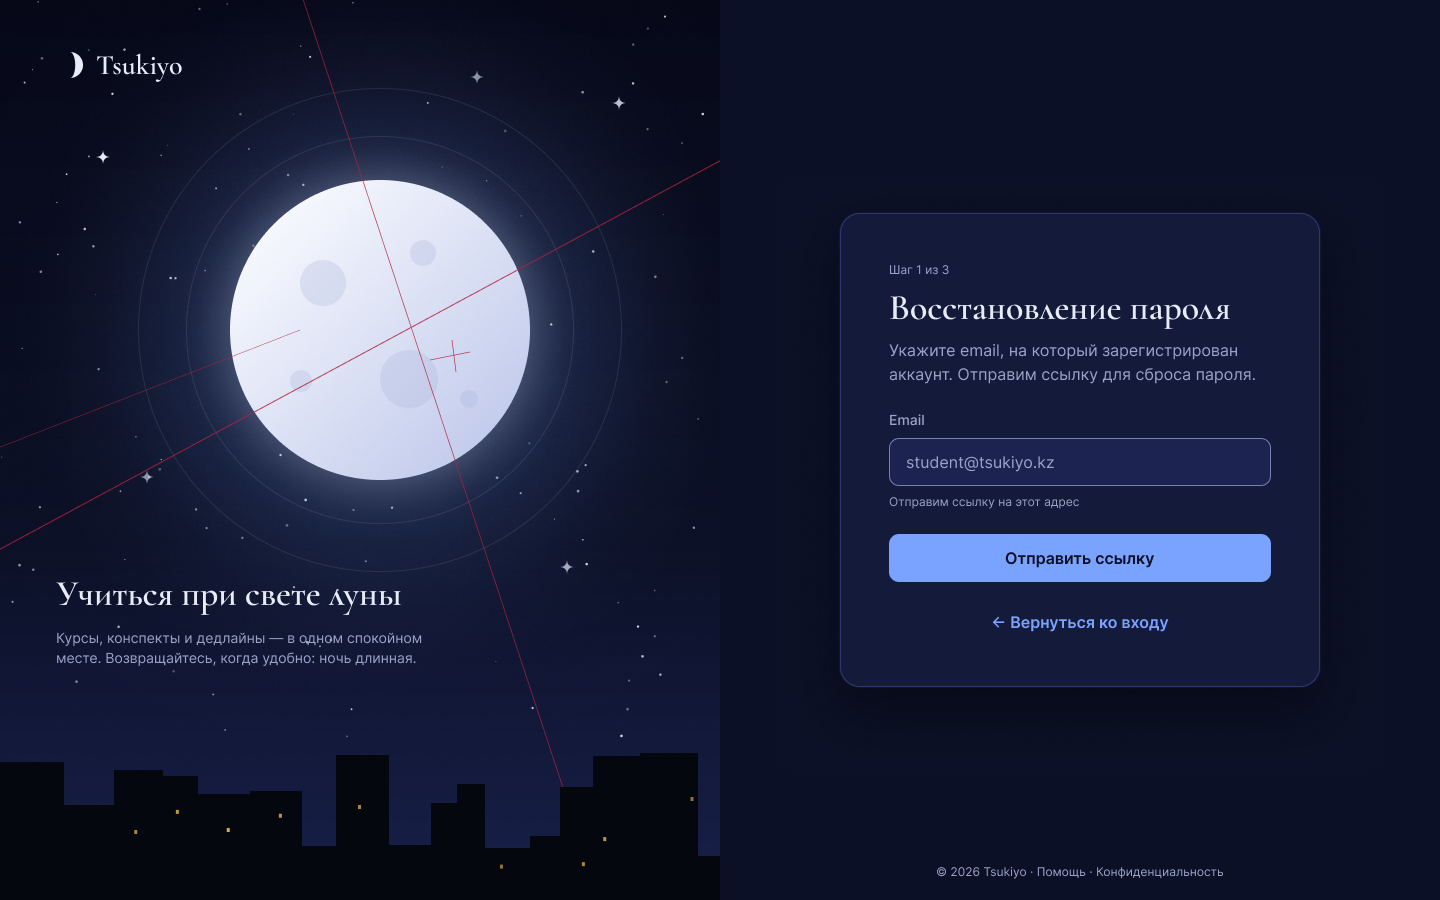 Tsukiyo
Учиться при свете луны
Курсы, конспекты и дедлайны — в одном спокойном
месте. Возвращайтесь, когда удобно: ночь длинная.
Шаг 1 из 3
Восстановление пароля
Укажите email, на который зарегистрирован
аккаунт. Отправим ссылку для сброса пароля.
Email
student@tsukiyo.kz
Отправим ссылку на этот адрес
Отправить ссылку
← Вернуться ко входу
© 2026 Tsukiyo · Помощь · Конфиденциальность